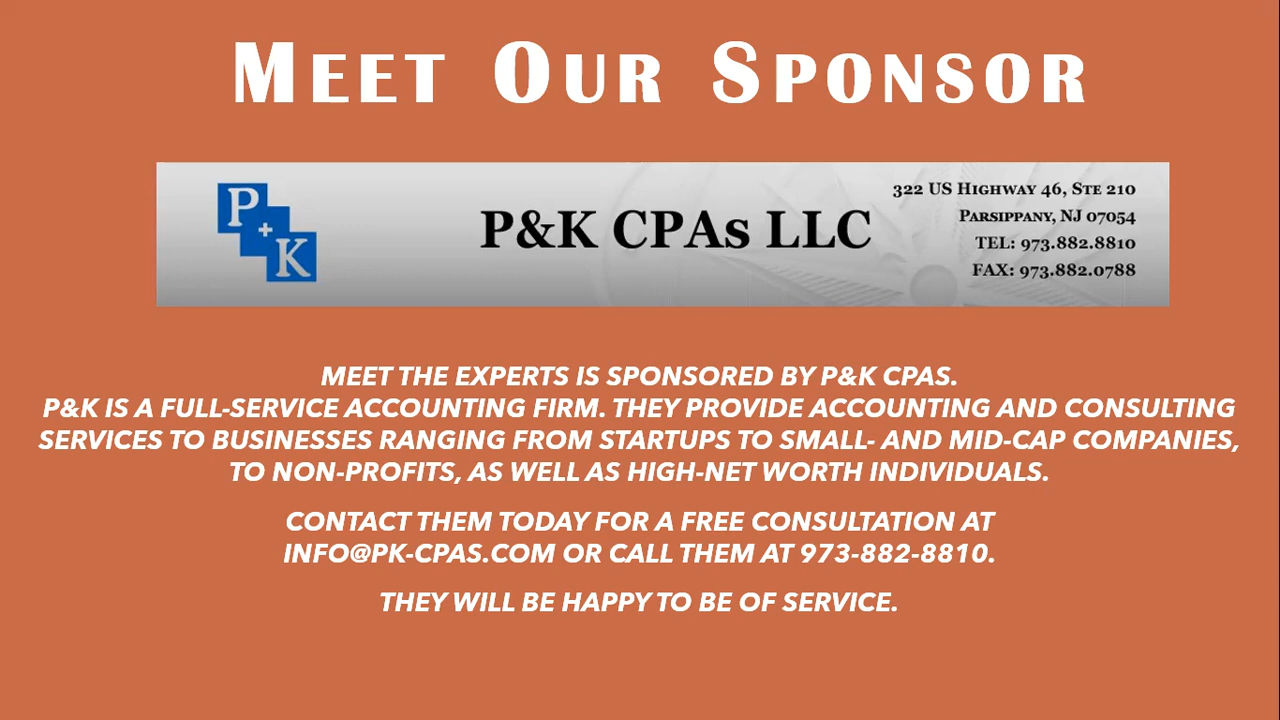 MEET OUR SPONSOR
P+K
P&K CPAs LLC
322 US HIGHWAY 46, STE 210
PARSIPPANY, NJ 07054
TEL: 973.882.8810
FAX: 973.882.0788
MEET THE EXPERTS IS SPONSORED BY P&K CPAS.
P&K IS A FULL-SERVICE ACCOUNTING FIRM. THEY PROVIDE ACCOUNTING AND CONSULTING
SERVICES TO BUSINESSES RANGING FROM STARTUPS TO SMALL- AND MID-CAP COMPANIES,
TO NON-PROFITS, AS WELL AS HIGH-NET WORTH INDIVIDUALS.
CONTACT THEM TODAY FOR A FREE CONSULTATION AT
INFO@PK-CPAS.COM OR CALL THEM AT 973-882-8810.
THEY WILL BE HAPPY TO BE OF SERVICE.